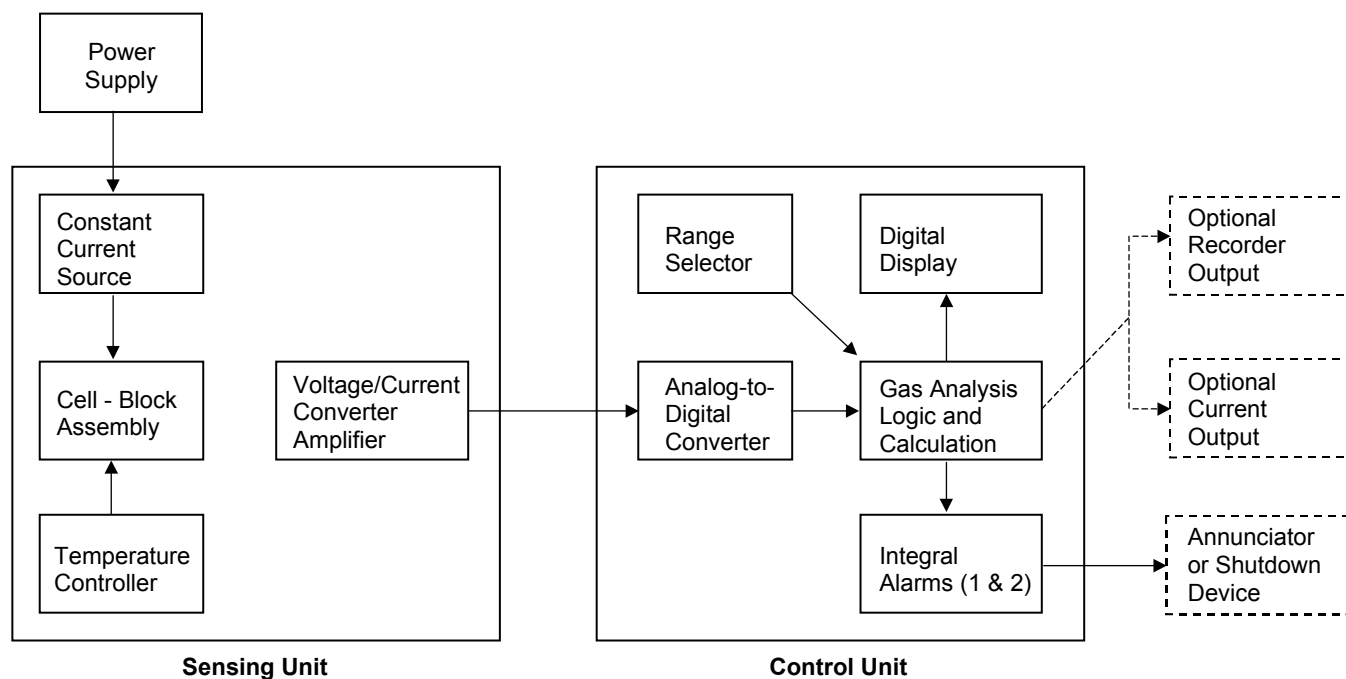 Power
Supply
Constant
Current
Source
Cell - Block
Assembly
Temperature
Controller
Voltage/Current
Converter
Amplifier
Sensing Unit
Range
Selector
Digital
Display
Analog-to-
Digital
Converter
Gas Analysis
Logic and
Calculation
Integral
Alarms (1 & 2)
Control Unit
Optional
Recorder
Output
Optional
Current
Output
Annunciator
or Shutdown
Device